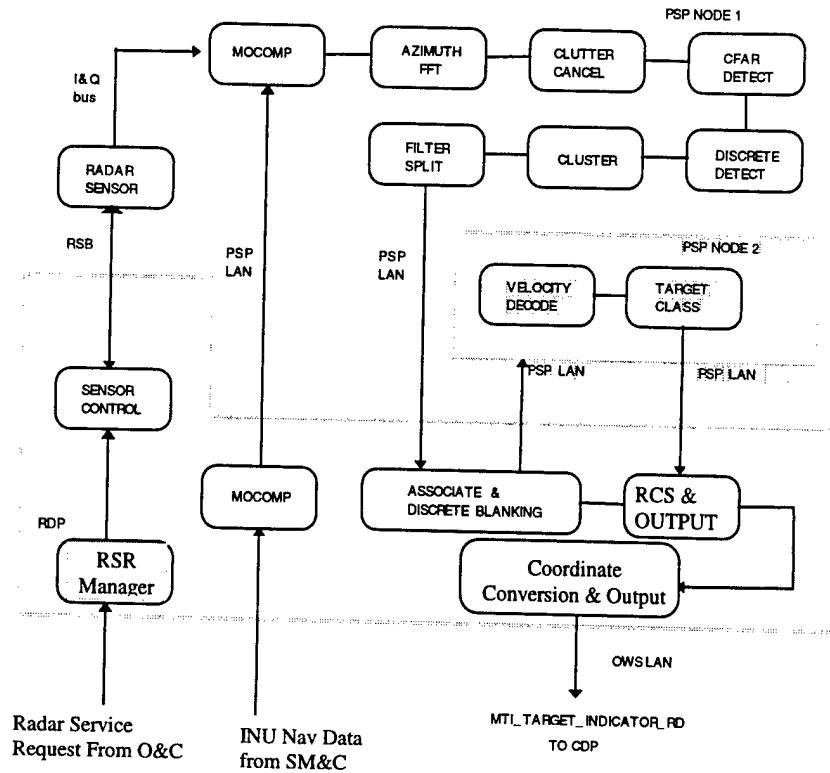 PSP NODE 1
MOCOMP
AZIMUTH
FFT
CLUTTER
CANCEL
CFAR
DETECT
I&Q
bus
RADAR
SENSOR
FILTER
SPLIT
CLUSTER
DISCRETE
DETECT
RSB
PSP
LAN
PSP
LAN
PSP NODE 2
VELOCITY
DECODE
TARGET
CLASS
PSP LAN
PSP LAN
SENSOR
CONTROL
MOCOMP
ASSOCIATE &
DISCRETE BLANKING
RCS &
OUTPUT
RDP
RSR
Manager
Coordinate
Conversion & Output
OWS LAN
Radar Service
Request From O&C
INU Nav Data
from SM&C
MTI_TARGET_INDICATOR_RD
TO CDP